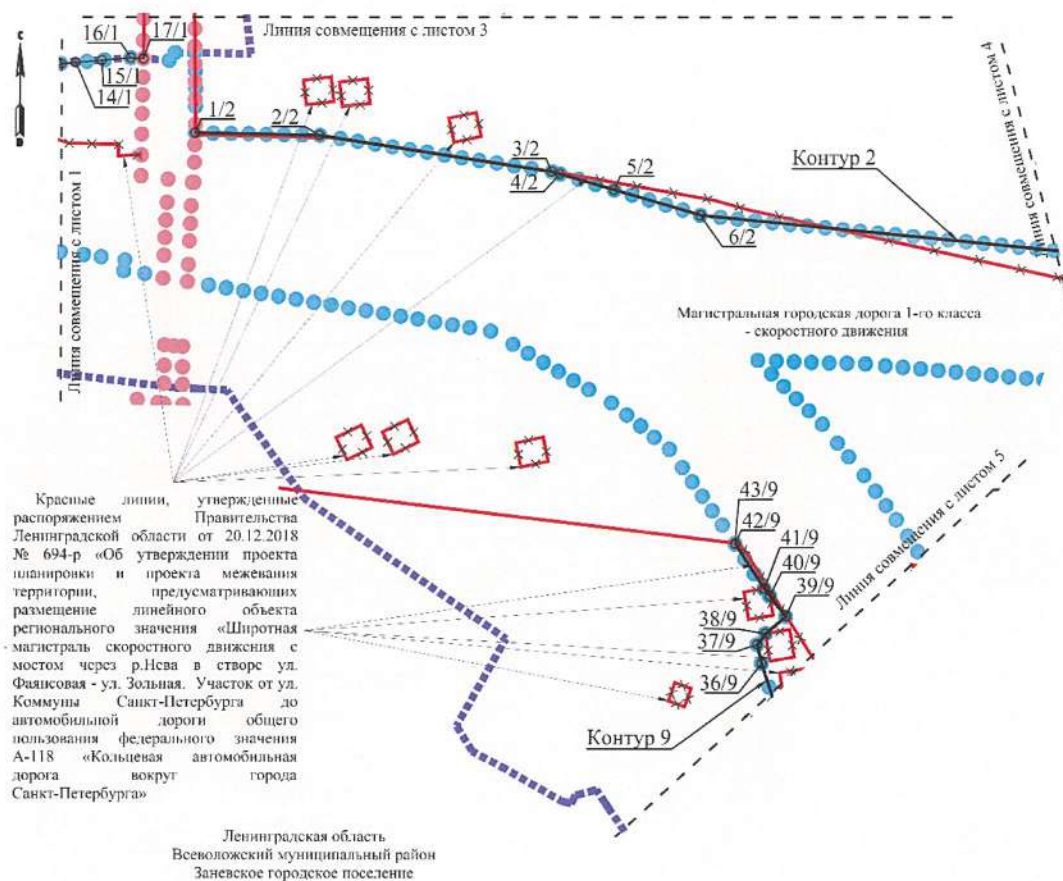 С
Линия совмещения с листом 3
16/1
17/1
15/1
14/1
Линия совмещения с листом 4
Линия совмещения с листом 1
1/2
2/2
3/2
4/2
5/2
6/2
Контур 2
Магистральная городская дорога 1-го класса
- скоростного движения
Линия совмещения с листом 5
43/9
42/9
41/9
40/9
39/9
38/9
37/9
36/9
Контур 9
Красные линии, утвержденные
распоряжением Правительства
Ленинградской области от 20.12.2018
№ 694-р «Об утверждении проекта
планировки и проекта межевания
территории, предусматривающих
размещение линейного объекта
регионального значения «Широтная
магистраль скоростного движения с
мостом через р.Нева в створе ул.
Фаянсовая - ул. Зольная. Участок от ул.
Коммуны Санкт-Петербурга до
автомобильной дороги общего
пользования федерального значения
А-118 «Кольцевая автомобильная
дорога вокруг города
Санкт-Петербурга»
Ленинградская область
Всеволожский муниципальный район
Заневское городское поселение